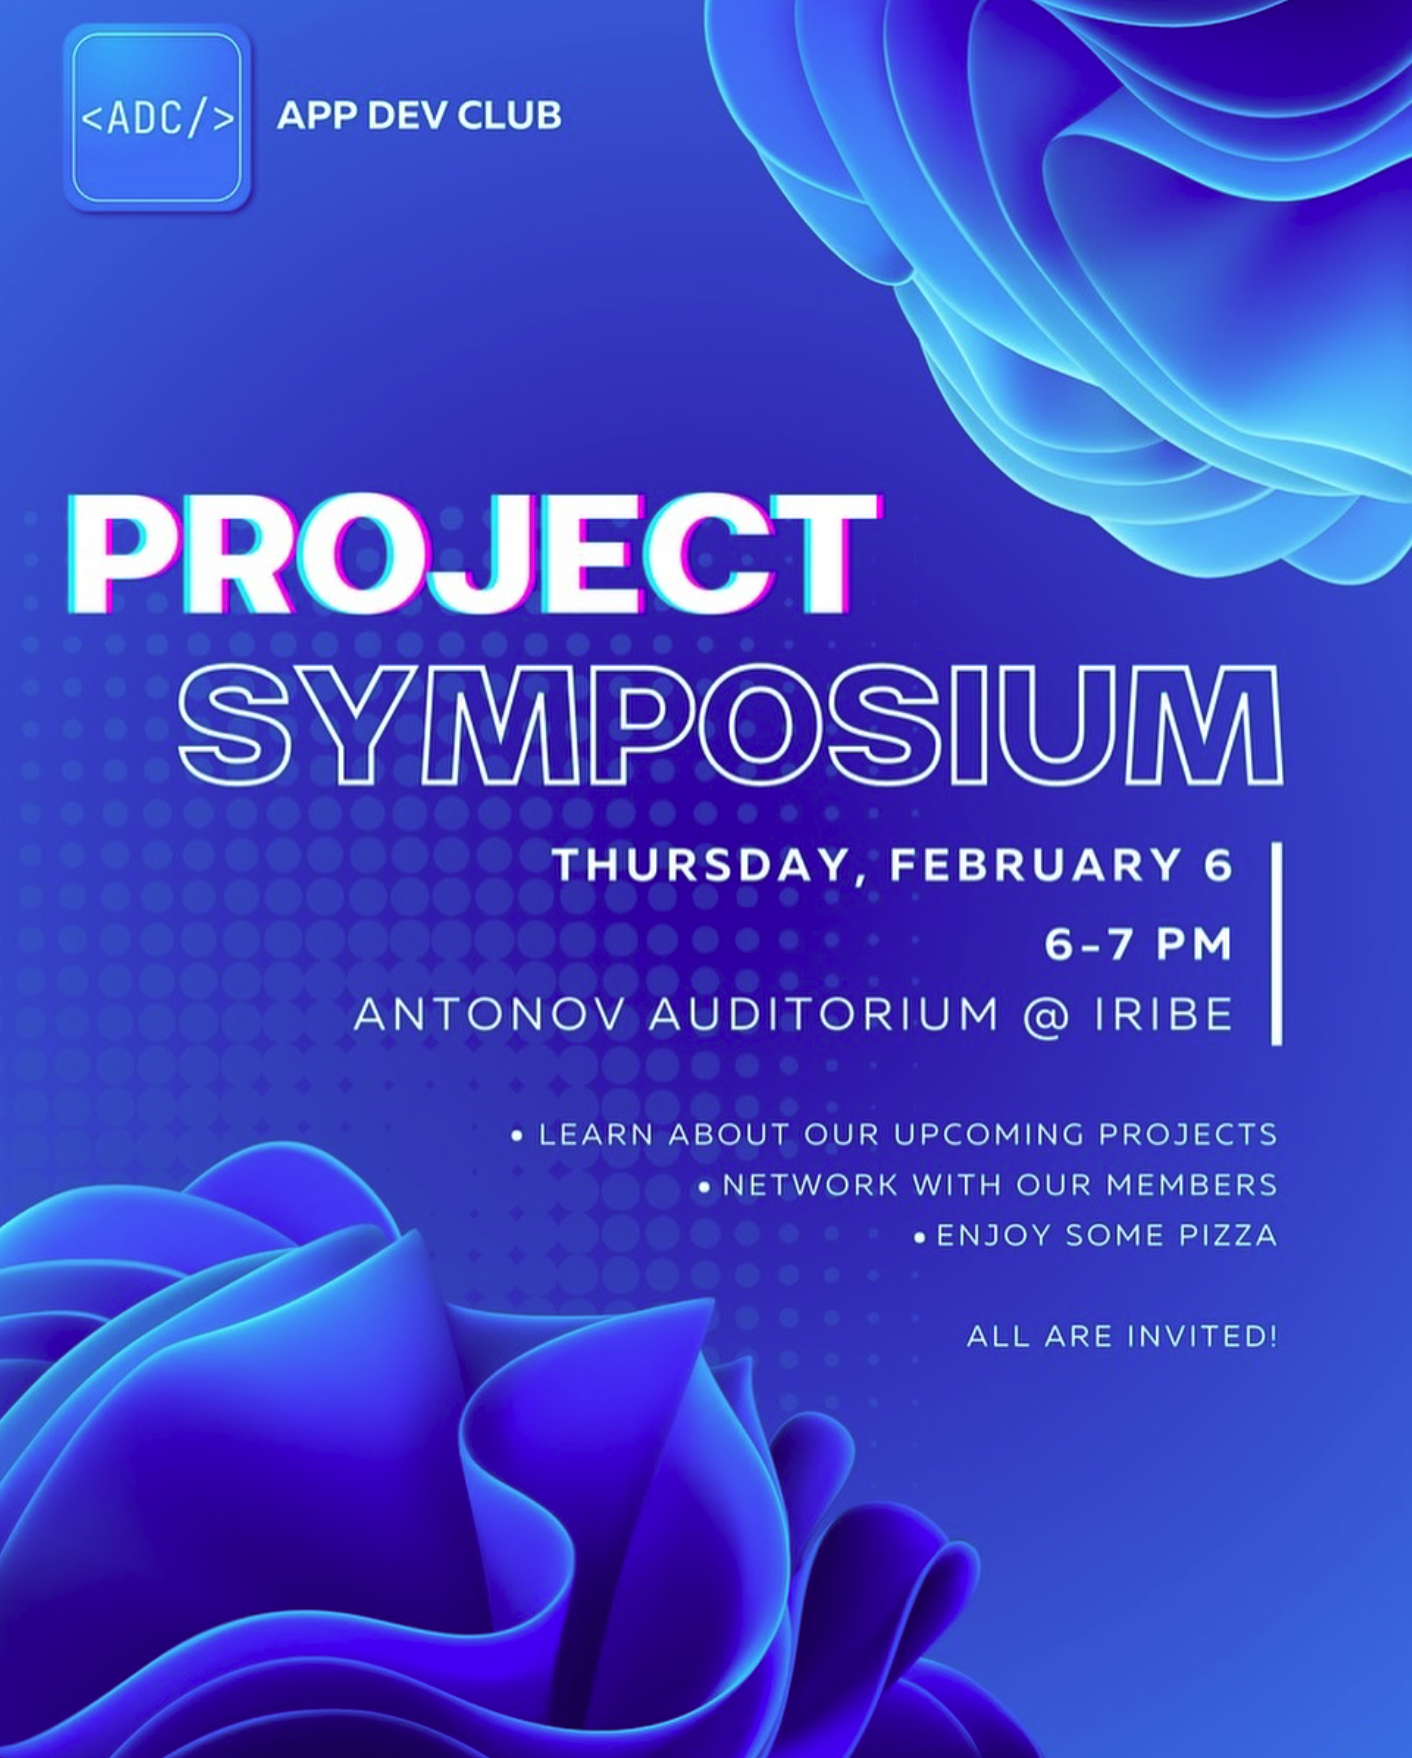 <ADC/>
APP DEV CLUB
PROJECT
SYMPOSIUM
THURSDAY, FEBRUARY 6
6-7 PM
ANTONOV AUDITORIUM @ IRIBE
• LEARN ABOUT OUR UPCOMING PROJECTS
• NETWORK WITH OUR MEMBERS
• ENJOY SOME PIZZA
ALL ARE INVITED!